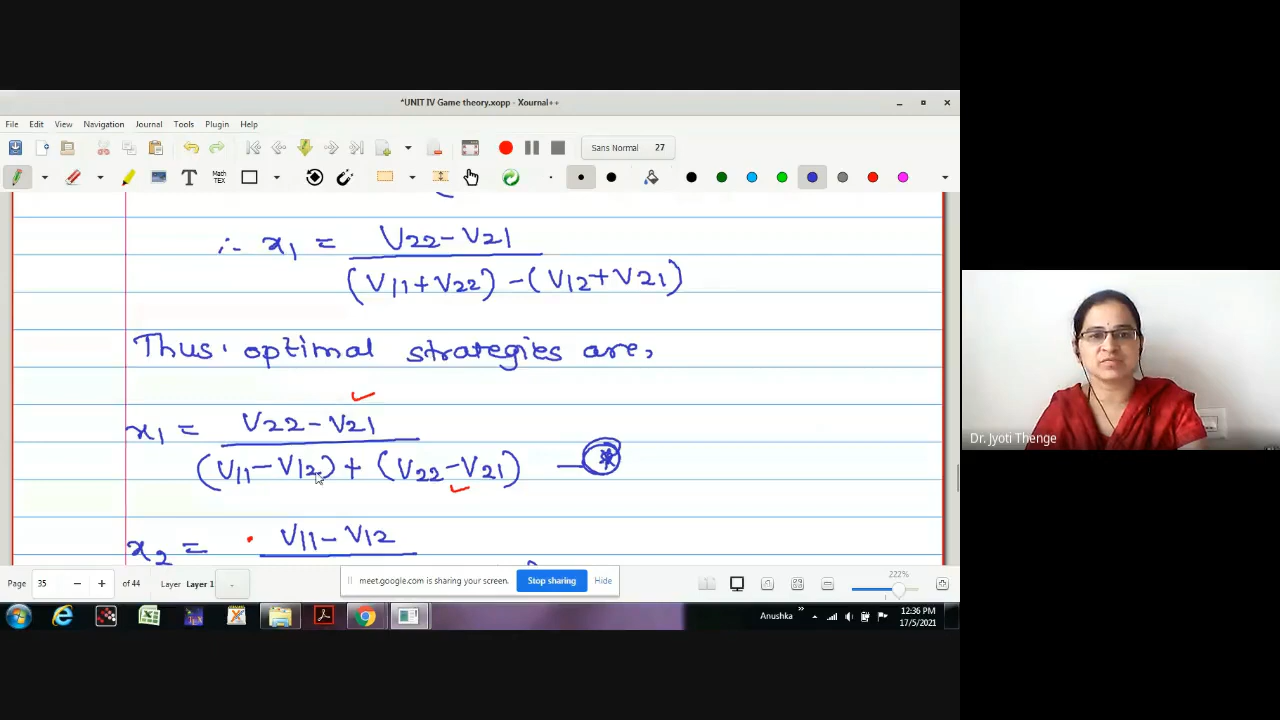 *UNIT IV Game theory.xopp - Xournal++
File Edit View Navigation Journal Tools Plugin Help
Sans Normal 27
Math TEX
∴ x1 = V22 - V21
(V11 + V22) - (V12 + V21)
Thus. optimal strategies are,
x1 = V22 - V21
(V11 - V12) + (V22 - V21) — *
x2 = V11 - V12
Page 35 of 44 Layer Layer 1
222%
meet.google.com is sharing your screen. Stop sharing Hide
Anushka
12:36 PM
17/5/2021
Dr. Jyoti Thenge